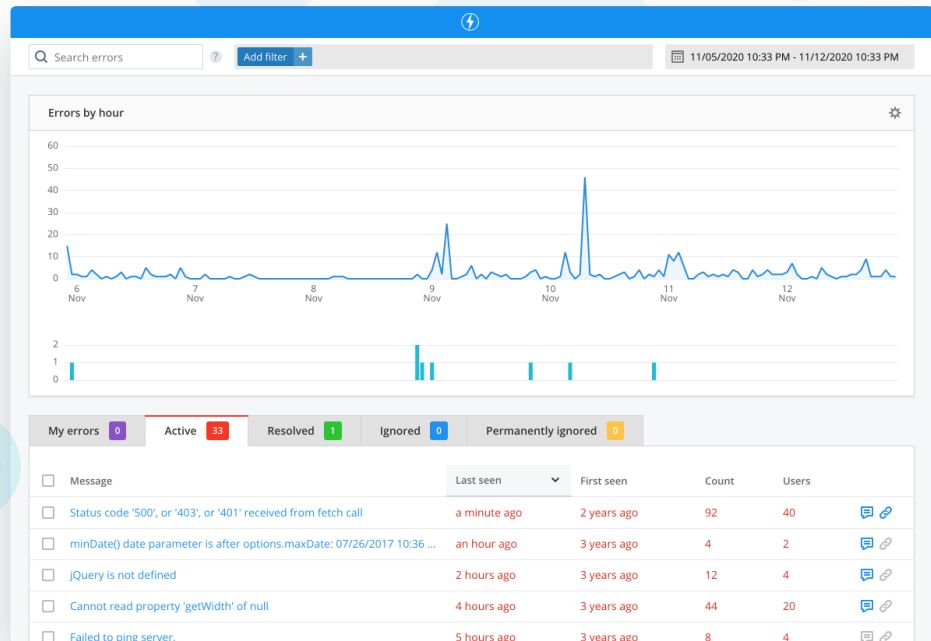 Search errors ? Add filter + 11/05/2020 10:33 PM - 11/12/2020 10:33 PM
Errors by hour
60
50
40
30
20
10
0
6 7 8 9 10 11 12
Nov Nov Nov Nov Nov Nov Nov
2
1
0
My errors 0 Active 33 Resolved 1 Ignored 0 Permanently ignored 0
Message Last seen First seen Count Users
Status code '500', or '403', or '401' received from fetch call a minute ago 2 years ago 92 40
minDate() date parameter is after options.maxDate: 07/26/2017 10:36 ... an hour ago 3 years ago 4 2
jQuery is not defined 2 hours ago 3 years ago 12 4
Cannot read property 'getWidth' of null 4 hours ago 3 years ago 44 20
Failed to ping server. 5 hours ago 3 years ago 8 4